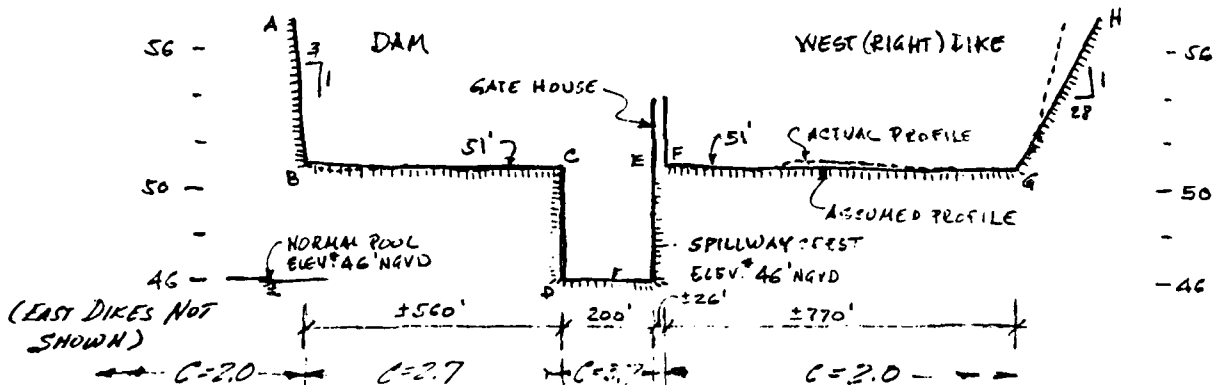 A
H
56
3
1
DAM
WEST (RIGHT) DIKE
56
GATE HOUSE
1
28
51'
C
E
F
51'
ACTUAL PROFILE
B
G
50
50
ASSUMED PROFILE
NORMAL POOL
ELEV. 46' NGVD
SPILLWAY
ELEV. 46' NGVD
46
D
F
46
±26'
(EAST DIKES NOT
SHOWN)
±560'
200'
±770'
C=2.0
C=2.7
C=2.0